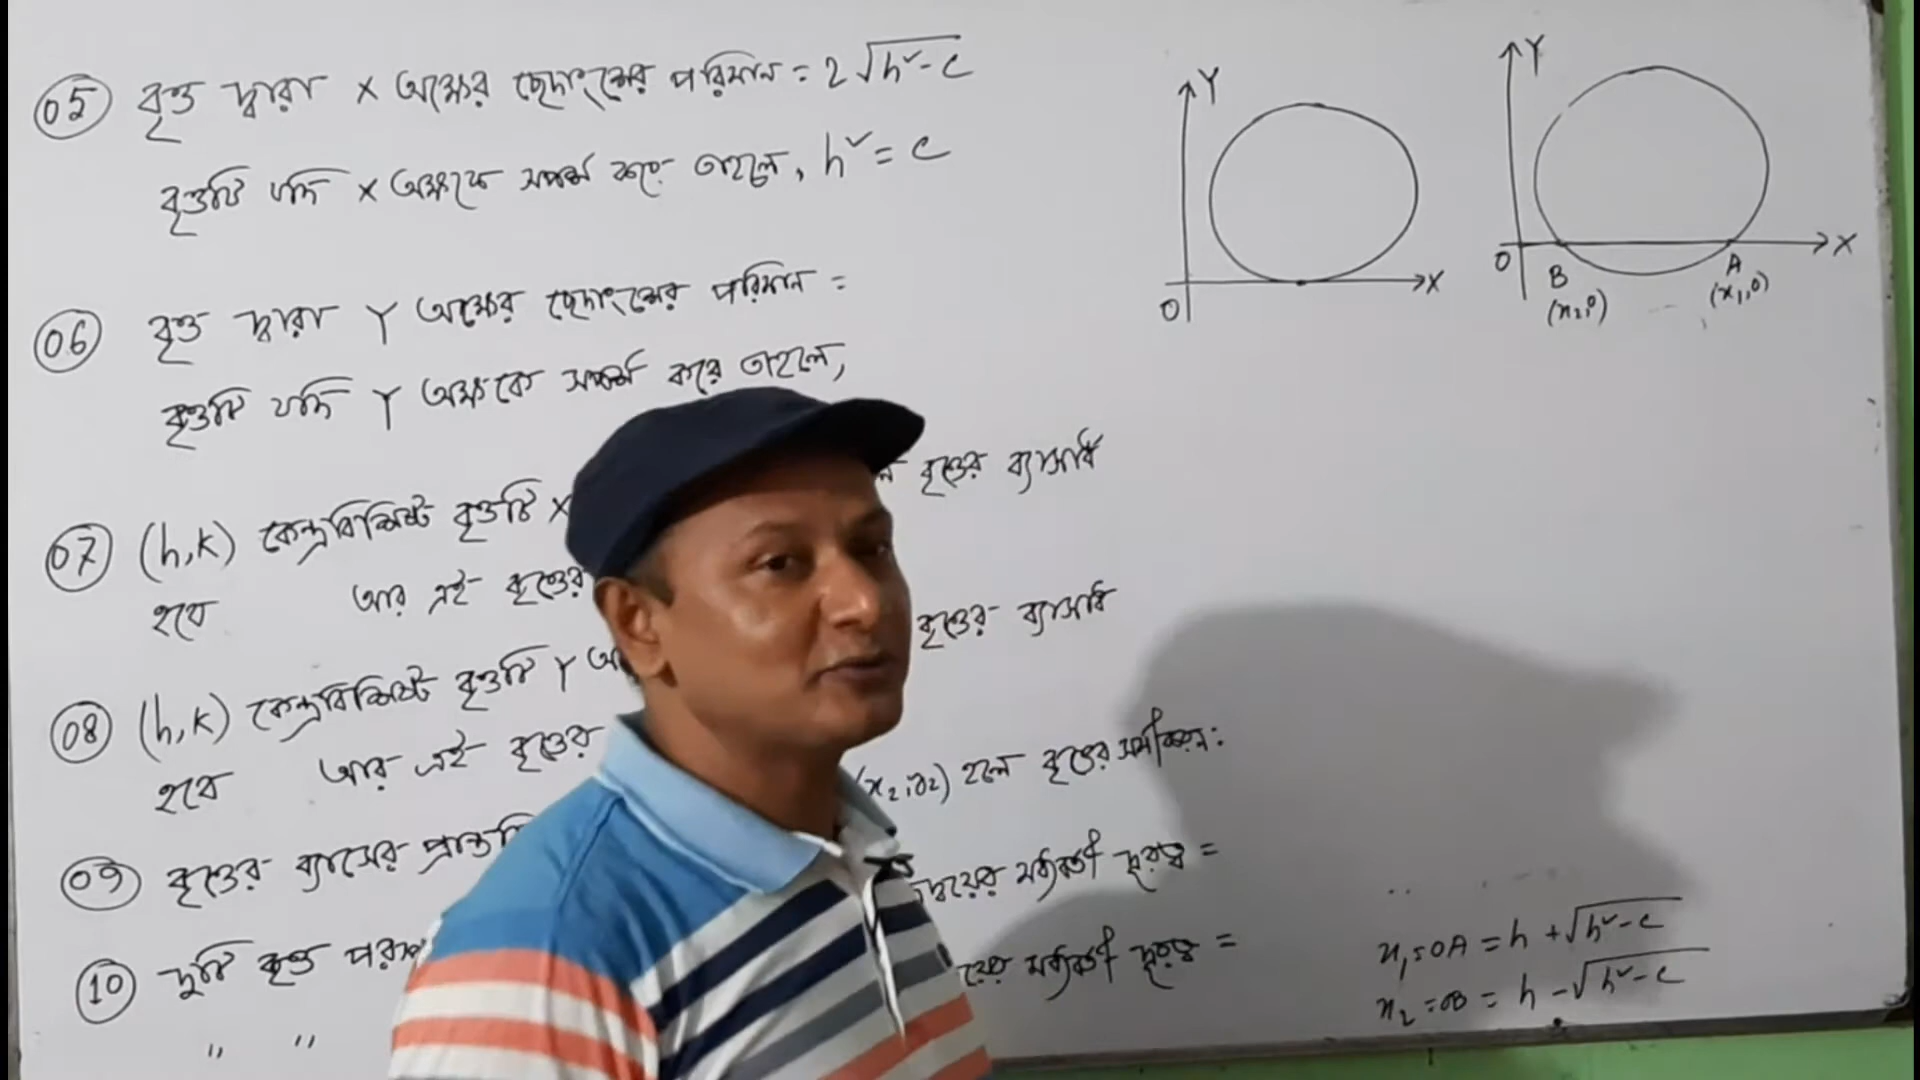 05 বৃত্ত দ্বারা X অক্ষের ছেদাংশের পরিমান = 2√h²-c
বৃত্তটি যদি X অক্ষকে স্পর্শ করে তাহলে, h² = c
06 বৃত্ত দ্বারা Y অক্ষের ছেদাংশের পরিমান =
বৃত্তটি যদি Y অক্ষকে স্পর্শ করে তাহলে,
07 (h,k) কেন্দ্রবিশিষ্ট বৃত্তটি X বৃত্তের ব্যাসার্ধ
হবে আর এই বৃত্তের
08 (h,k) কেন্দ্রবিশিষ্ট বৃত্তটি Y অ বৃত্তের ব্যাসার্ধ
হবে আর এই বৃত্তের
09 বৃত্তের ব্যাসের প্রান্ত (x₂,y₂) হলে বৃত্তের সমীকরণ:
10 দুটি বৃত্ত পরস্প দ্বয়ের মধ্যবর্তী দূরত্ব =
" " য়ের মধ্যবর্তী দূরত্ব =
Y
O X
Y
O B A X
(x₂,0) (x₁,0)
x₁=OA = h+√h²-c
x₂=OB = h-√h²-c